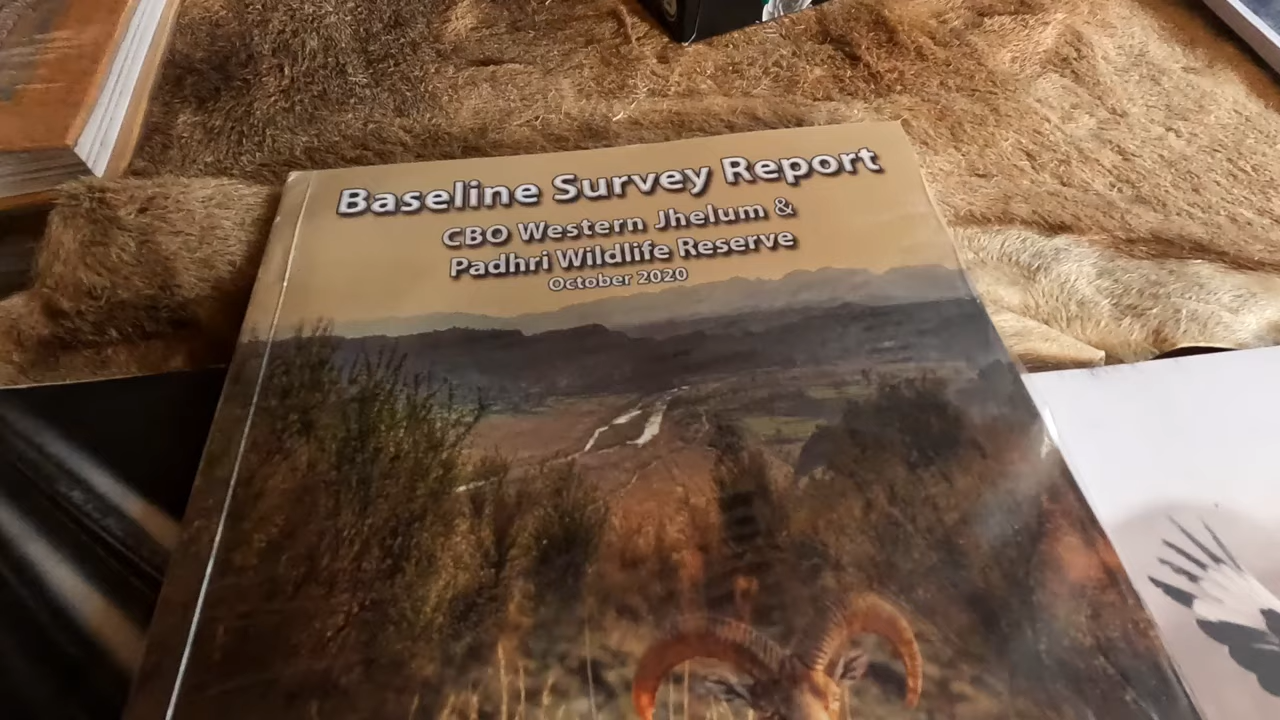 Baseline Survey Report
CBO Western Jhelum &
Padhri Wildlife Reserve
October 2020